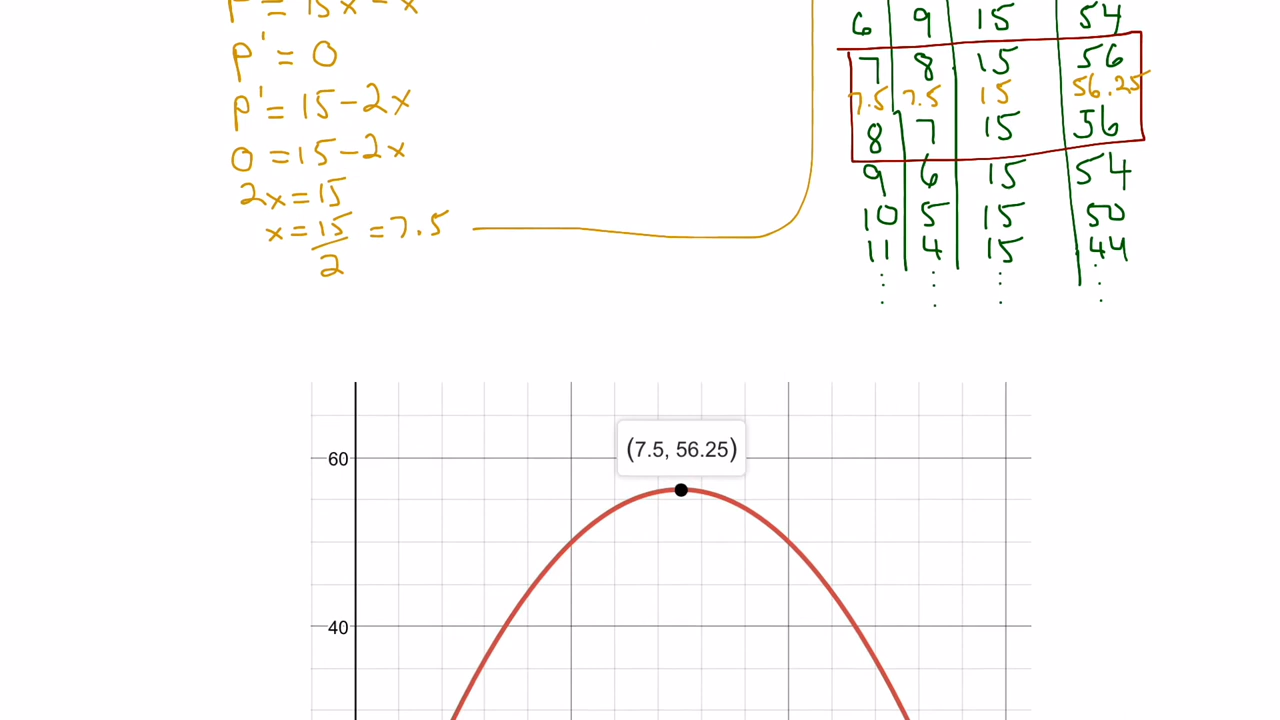 P = 15x - x
P' = 0
P' = 15 - 2x
0 = 15 - 2x
2x = 15
x = 15/2 = 7.5
6 9 15 54
7 8 15 56
7.5 7.5 15 56.25
8 7 15 56
9 6 15 54
10 5 15 50
11 4 15 44
(7.5, 56.25)
60
40